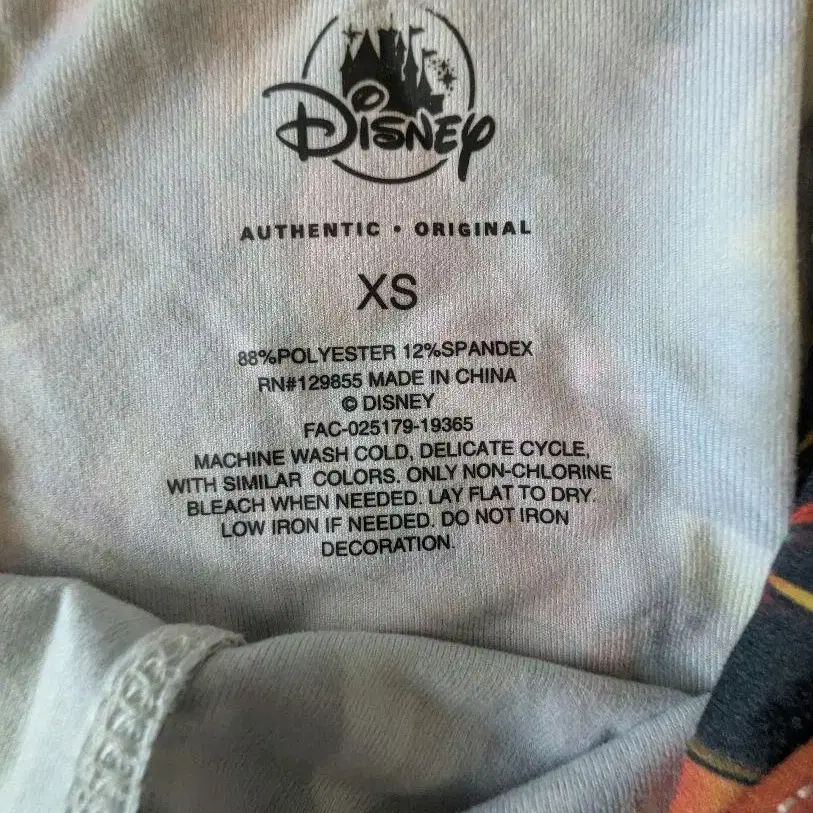 Disney
AUTHENTIC • ORIGINAL
XS
88%POLYESTER 12%SPANDEX
RN#129855 MADE IN CHINA
© DISNEY
FAC-025179-19365
MACHINE WASH COLD, DELICATE CYCLE,
WITH SIMILAR COLORS. ONLY NON-CHLORINE
BLEACH WHEN NEEDED. LAY FLAT TO DRY.
LOW IRON IF NEEDED. DO NOT IRON
DECORATION.